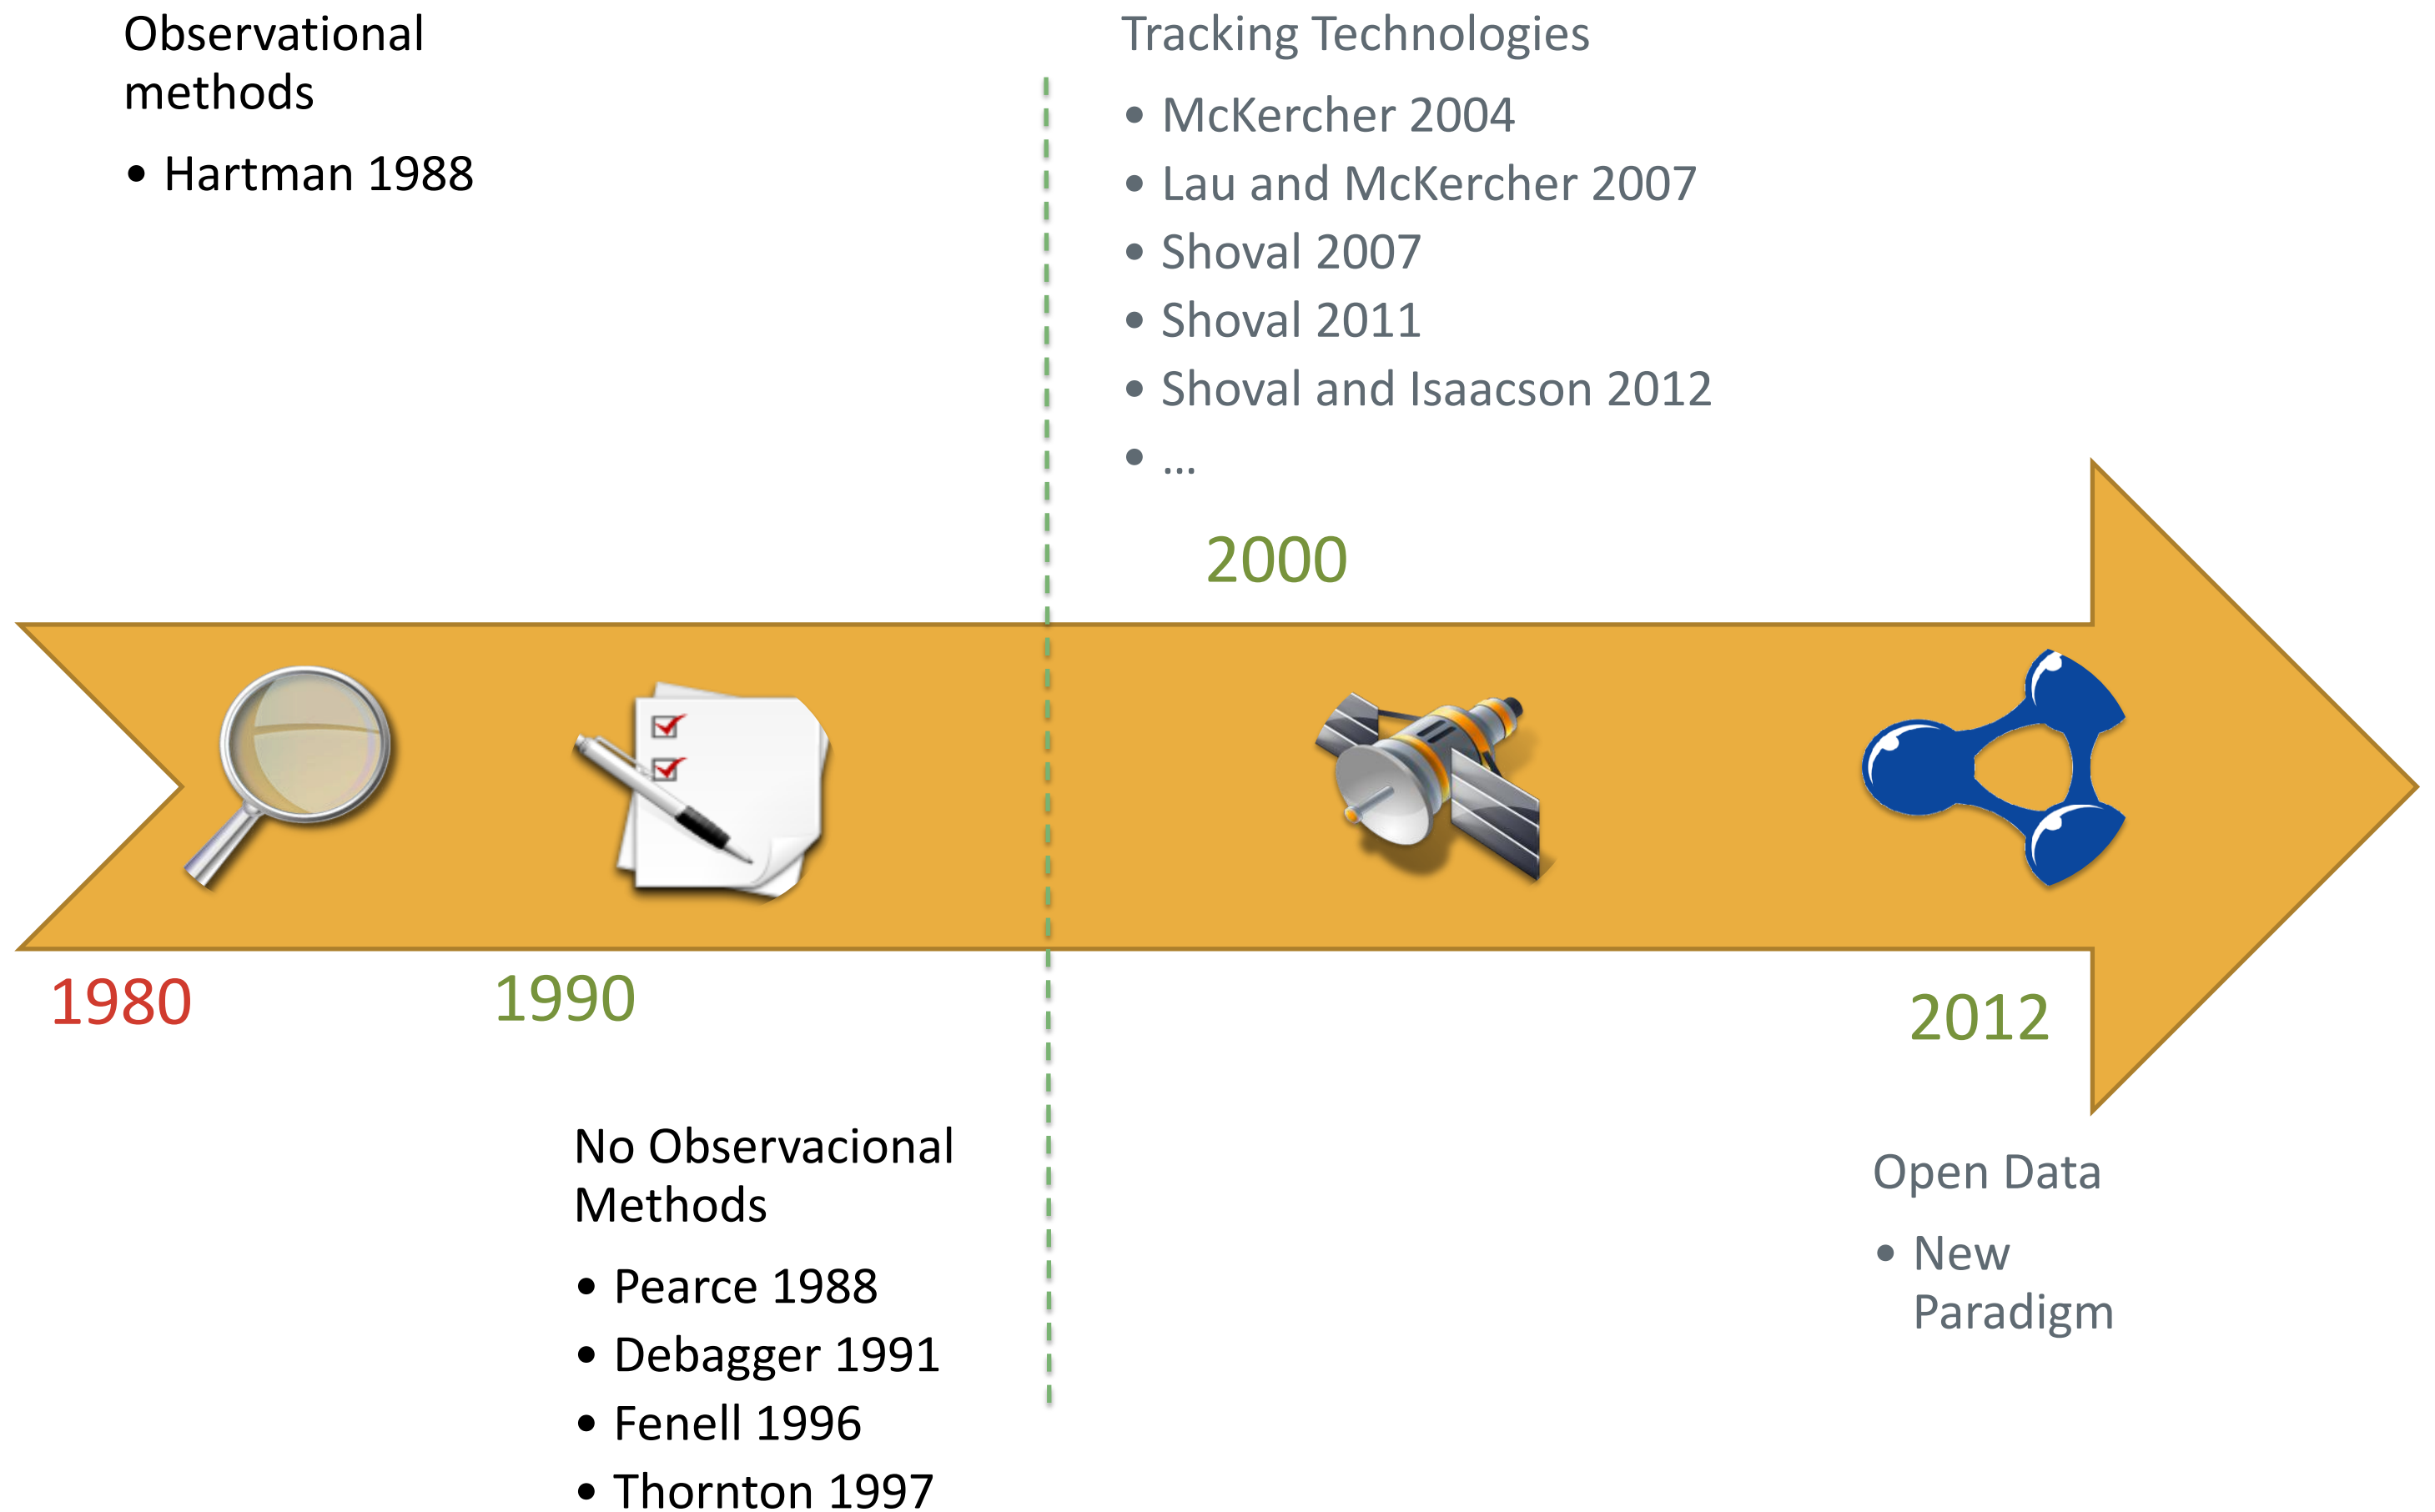 Observational
methods
• Hartman 1988
Tracking Technologies
• McKercher 2004
• Lau and McKercher 2007
• Shoval 2007
• Shoval 2011
• Shoval and Isaacson 2012
• ...
2000
1980
1990
2012
No Observacional
Methods
• Pearce 1988
• Debagger 1991
• Fenell 1996
• Thornton 1997
Open Data
• New
Paradigm